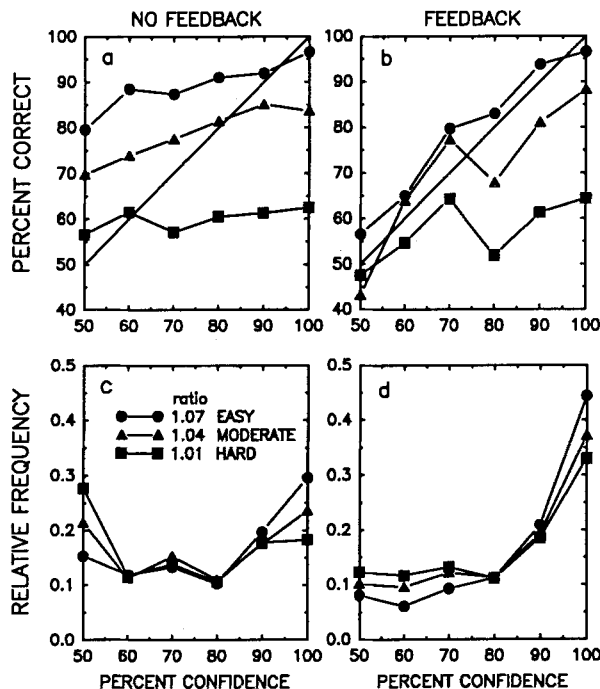 NO FEEDBACK
FEEDBACK
PERCENT CORRECT
100
90
80
70
60
50
40
a
50 60 70 80 90 100
100
90
80
70
60
50
40
b
50 60 70 80 90 100
RELATIVE FREQUENCY
0.5
0.4
0.3
0.2
0.1
0.0
c
ratio
1.07 EASY
1.04 MODERATE
1.01 HARD
50 60 70 80 90 100
PERCENT CONFIDENCE
0.5
0.4
0.3
0.2
0.1
0.0
d
50 60 70 80 90 100
PERCENT CONFIDENCE